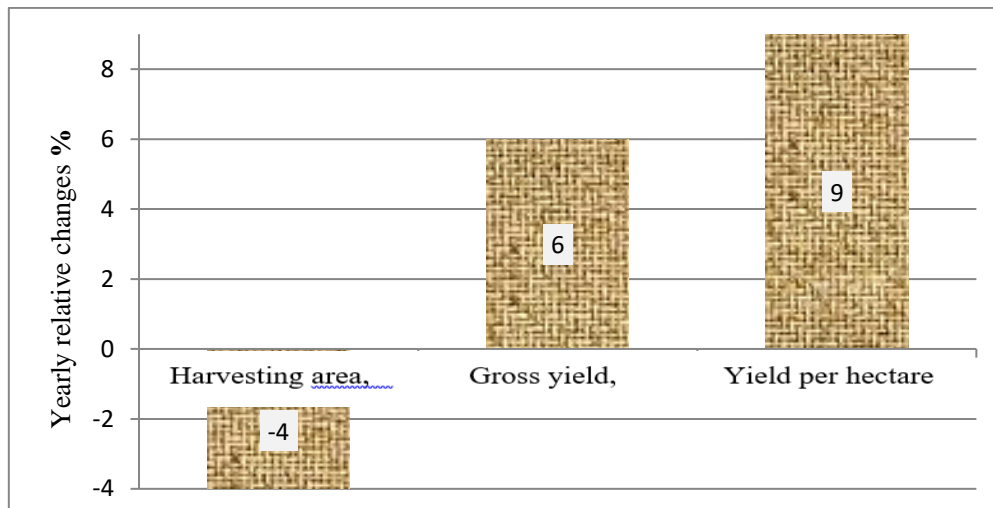 Yearly relative changes %
8
6
4
2
0
-2
-4
-4
6
9
Harvesting area,
Gross yield,
Yield per hectare